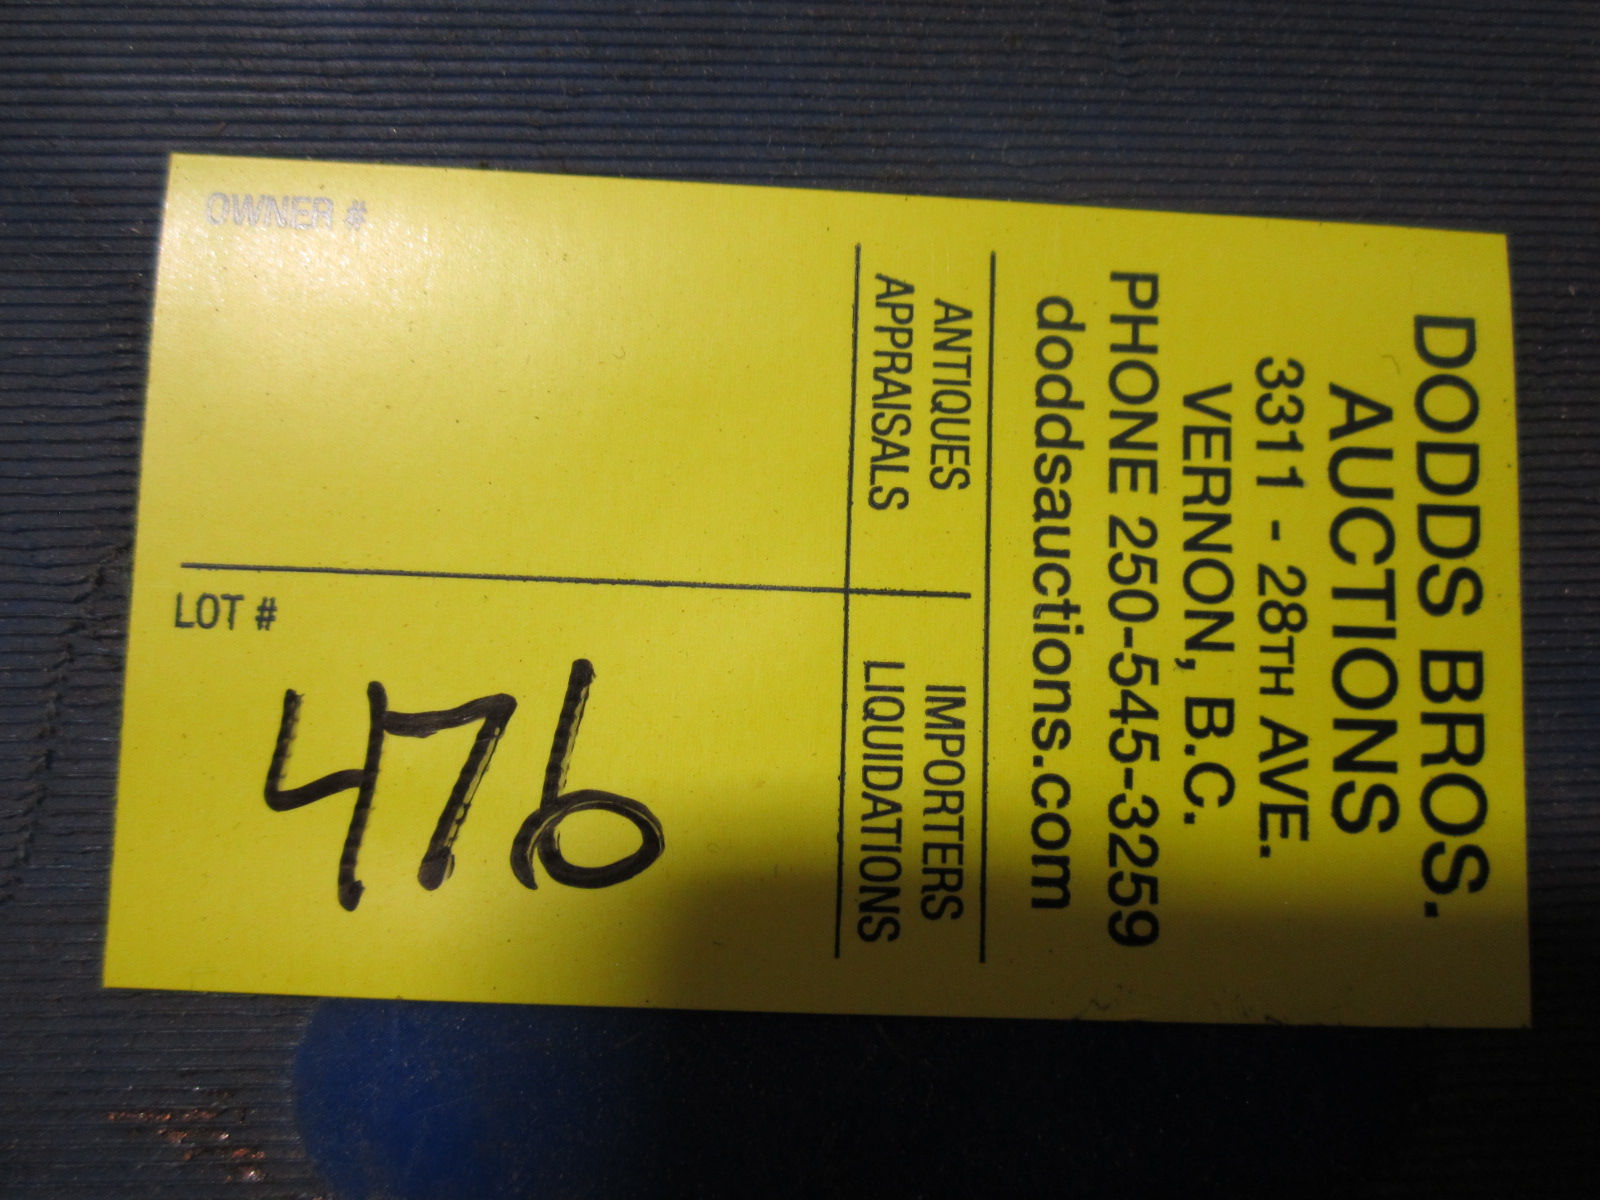 DODDS BROS.
AUCTIONS
3311 - 28TH AVE.
VERNON, B.C.
PHONE 250-545-3259
doddsauctions.com
ANTIQUES
APPRAISALS
IMPORTERS
LIQUIDATIONS
OWNER #
LOT #
476